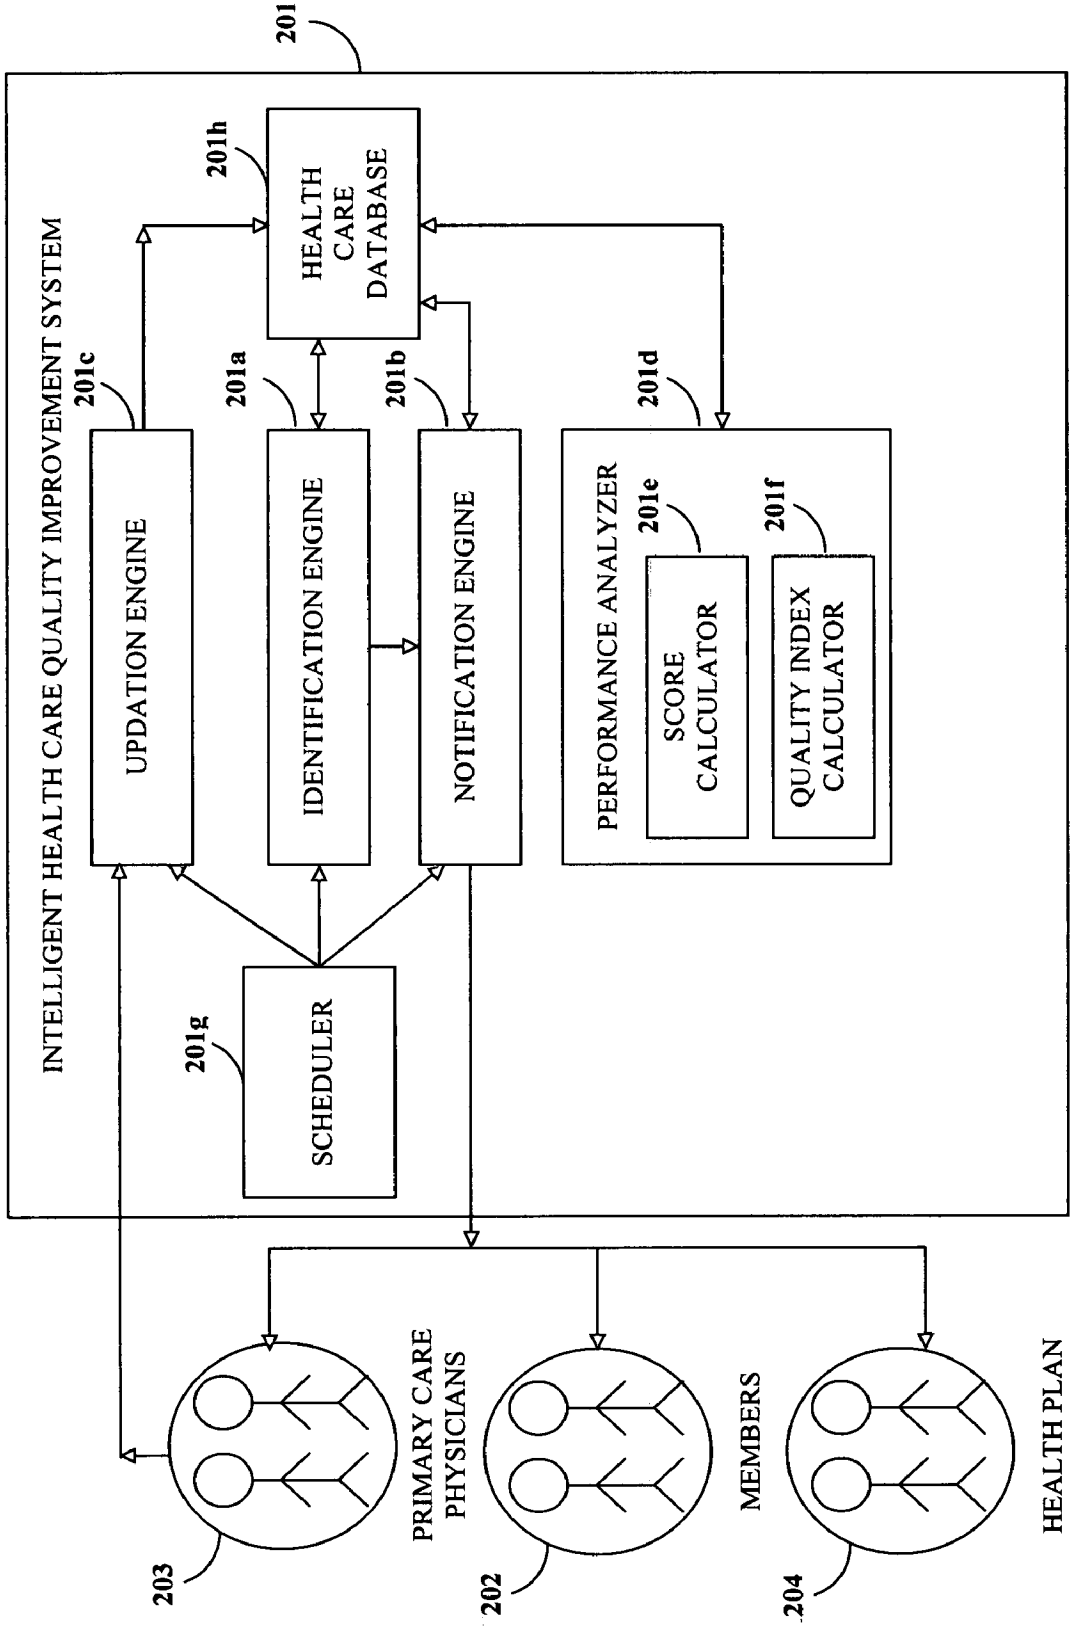 INTELLIGENT HEALTH CARE QUALITY IMPROVEMENT SYSTEM
201
201c
UPDATION ENGINE
201h
HEALTH
CARE
DATABASE
201g
SCHEDULER
201a
IDENTIFICATION ENGINE
201b
NOTIFICATION ENGINE
201d
PERFORMANCE ANALYZER
201e
SCORE
CALCULATOR
201f
QUALITY INDEX
CALCULATOR
203
PRIMARY CARE
PHYSICIANS
202
MEMBERS
204
HEALTH PLAN